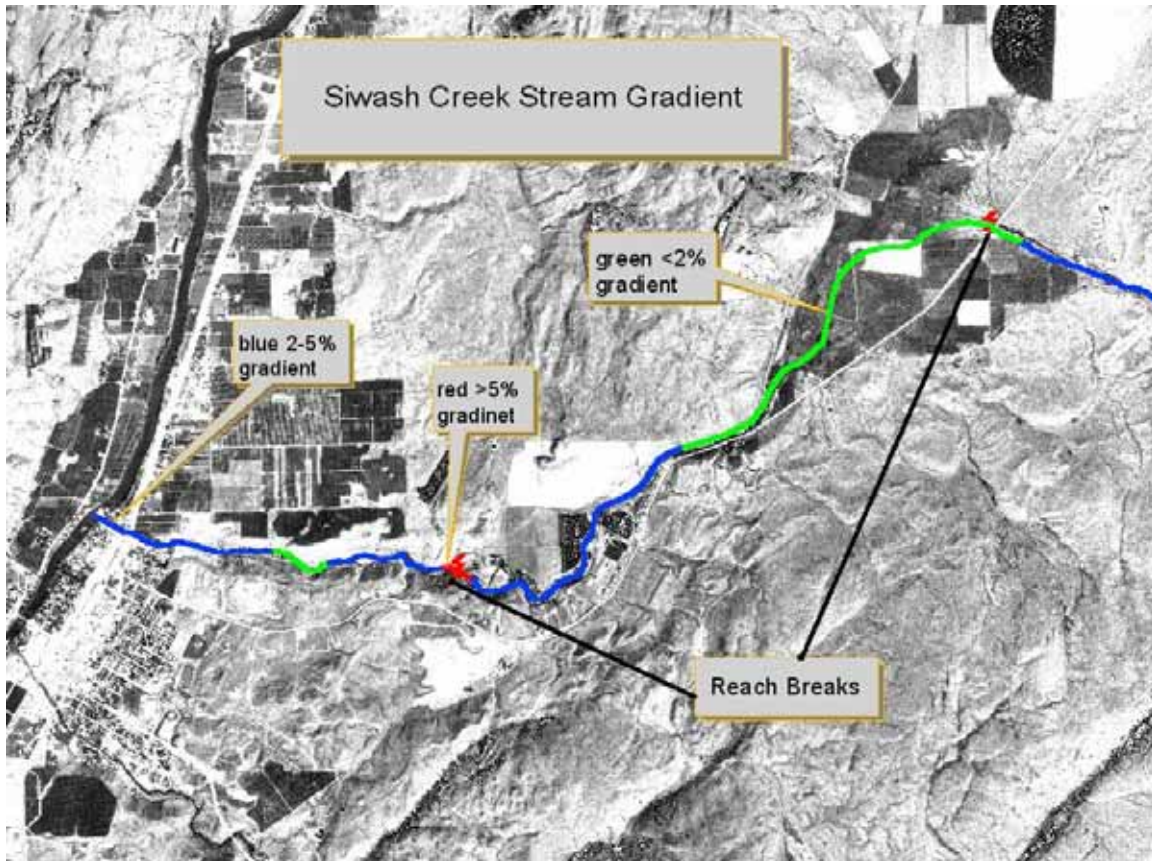 Siwash Creek Stream Gradient
green <2%
gradient
blue 2-5%
gradient
red >5%
gradinet
Reach Breaks